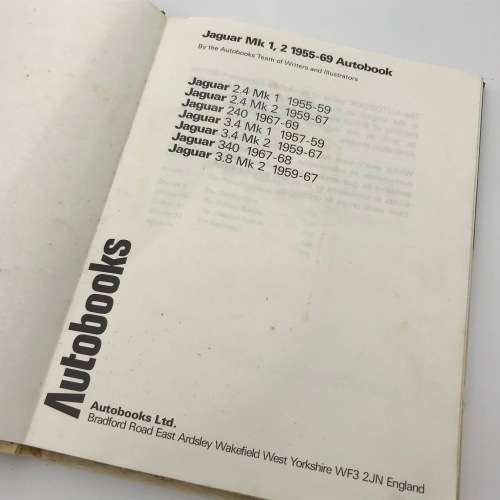 Jaguar Mk 1, 2 1955-69 Autobook
By the Autobooks Team of Writers and Illustrators
Jaguar 2.4 Mk 1 1955-59
Jaguar 2.4 Mk 2 1959-67
Jaguar 240 1967-69
Jaguar 3.4 Mk 1 1957-59
Jaguar 3.4 Mk 2 1959-67
Jaguar 340 1967-68
Jaguar 3.8 Mk 2 1959-67
Autobooks
Autobooks Ltd.
Bradford Road East Ardsley Wakefield West Yorkshire WF3 2JN England